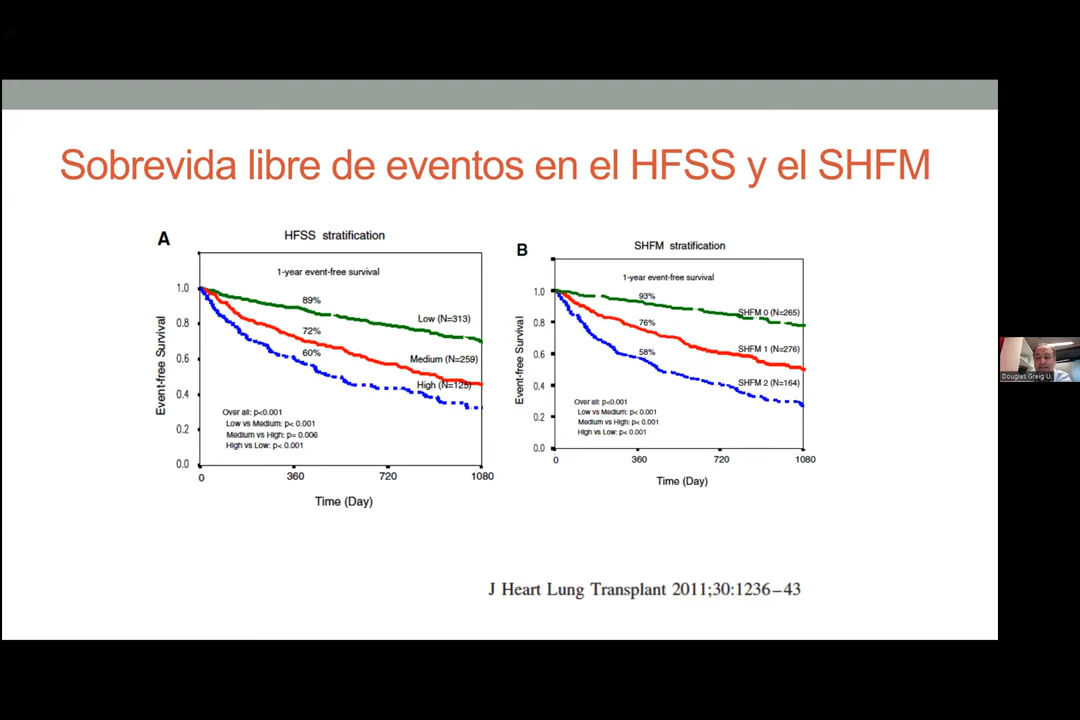 Sobrevida libre de eventos en el HFSS y el SHFM
A
HFSS stratification
1-year event-free survival
Event-free Survival
1.0
0.8
0.6
0.4
0.2
0.0
89%
72%
60%
Low (N=313)
Medium (N=259)
High (N=125)
Over all: p<0.001
Low vs Medium: p< 0.001
Medium vs High: p= 0.006
High vs Low: p< 0.001
0 360 720 1080
Time (Day)
B
SHFM stratification
1-year event-free survival
Event-free Survival
1.0
0.8
0.6
0.4
0.2
0.0
93%
76%
58%
SHFM 0 (N=265)
SHFM 1 (N=276)
SHFM 2 (N=164)
Over all: p<0.001
Low vs Medium: p< 0.001
Medium vs High: p< 0.001
High vs Low: p< 0.001
0 360 720 1080
Time (Day)
J Heart Lung Transplant 2011;30:1236–43
Douglas Greig U.